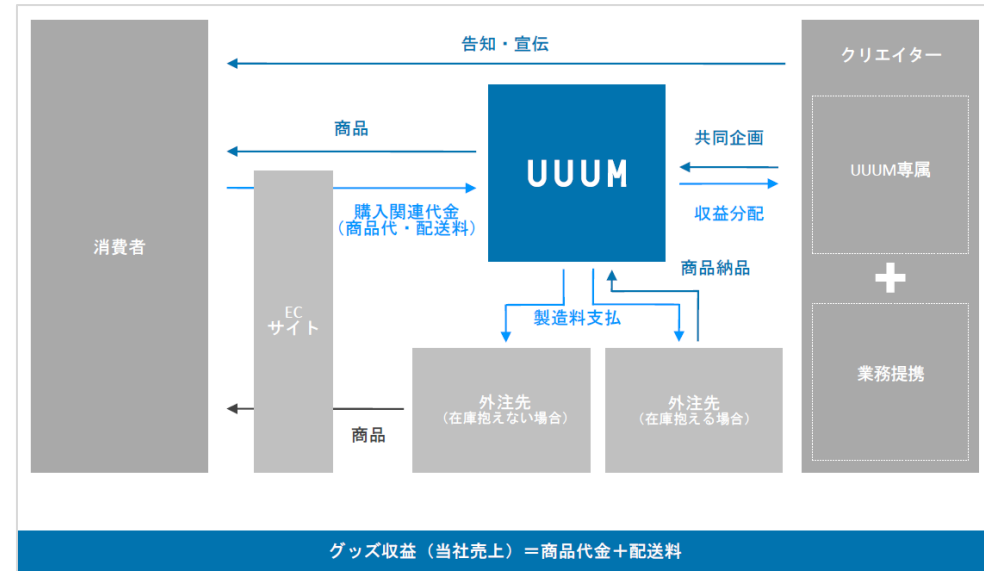 告知・宣伝
クリエイター
商品
UUUM
共同企画
UUUM専属
購入関連代金
(商品代・配送料)
収益分配
消費者
商品納品
EC
サイト
製造料支払
業務提携
外注先
(在庫抱えない場合)
外注先
(在庫抱える場合)
商品
グッズ収益（当社売上）＝商品代金＋配送料